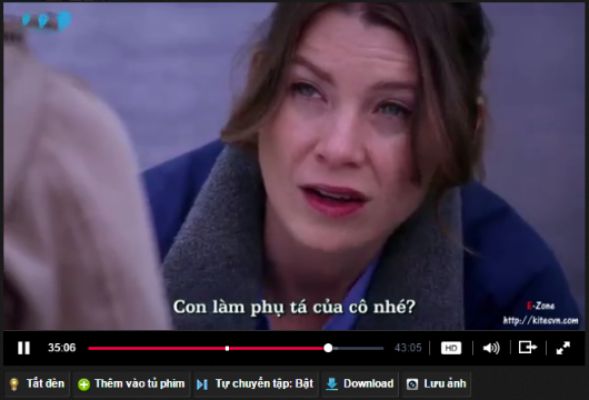 Con làm phụ tá của cô nhé?
E-Zone
http://kitesvn.com
35:06
43:05
HD
Tắt đèn
Thêm vào tủ phim
Tự chuyển tập: Bật
Download
Lưu ảnh